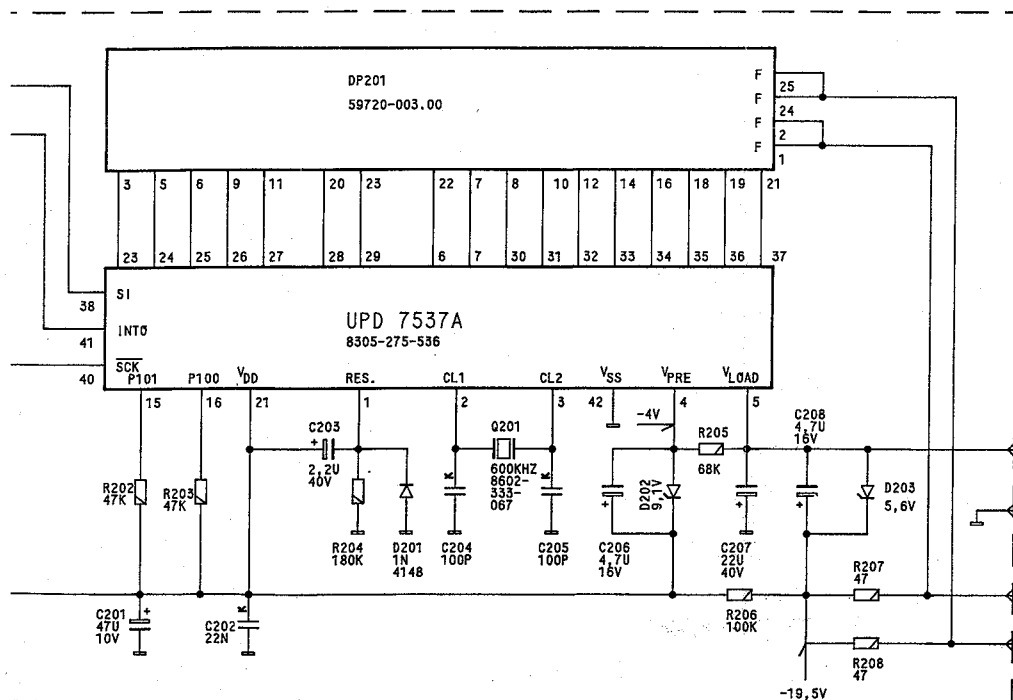 DP201
59720-003.00
F
25
F
24
F
2
F
1
3 5 6 9 11 20 23 22 7 8 10 12 14 16 18 19 21
23 24 25 26 27 28 29 6 7 30 31 32 33 34 35 36 37
38 SI
UPD 7537A
8305-275-536
41 INT0
40 SCK
P101 P100 VDD RES. CL1 CL2 VSS VPRE VLOAD
15 16 21 1 2 3 42 4 5
-4V
C203
+
2,2U
40V
Q201
600KHZ
8602-
333-
067
R205
68K
C208
4,7U
16V
+
R202
47K
R203
47K
K
K
D202
9,1V
+
+
D203
5,6V
R204
180K
D201
1N
4148
C204
100P
C205
100P
C206
4,7U
16V
C207
22U
40V
R207
47
C201
47U
10V
+
C202
22N
K
R206
100K
R208
47
-19,5V